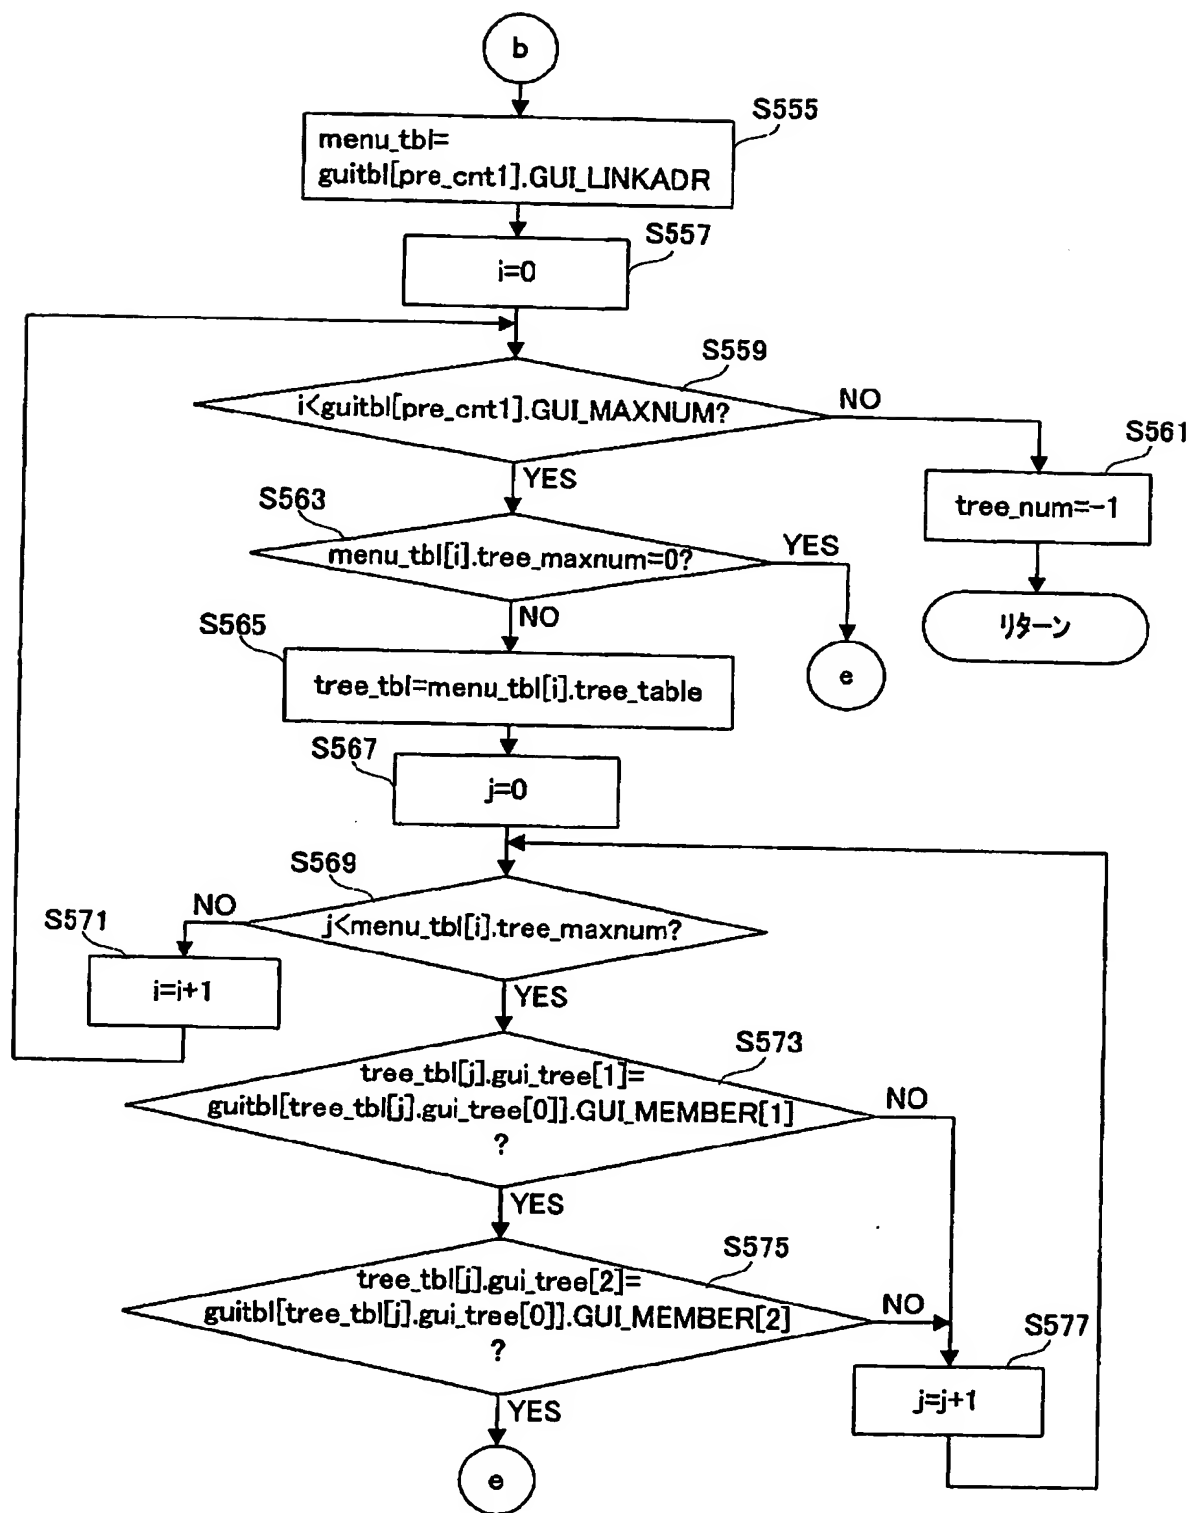 b
S555
menu_tbl=
guitbl[pre_cnt1].GUI_LINKADR
S557
i=0
S559
i<guitbl[pre_cnt1].GUI_MAXNUM?
NO
YES
S561
tree_num=-1
リターン
S563
menu_tbl[i].tree_maxnum=0?
YES
NO
e
S565
tree_tbl=menu_tbl[i].tree_table
S567
j=0
S569
j<menu_tbl[i].tree_maxnum?
NO
YES
S571
i=i+1
S573
tree_tbl[j].gui_tree[1]=
guitbl[tree_tbl[j].gui_tree[0]].GUI_MEMBER[1]
?
NO
YES
S575
tree_tbl[j].gui_tree[2]=
guitbl[tree_tbl[j].gui_tree[0]].GUI_MEMBER[2]
?
NO
YES
S577
j=j+1
e